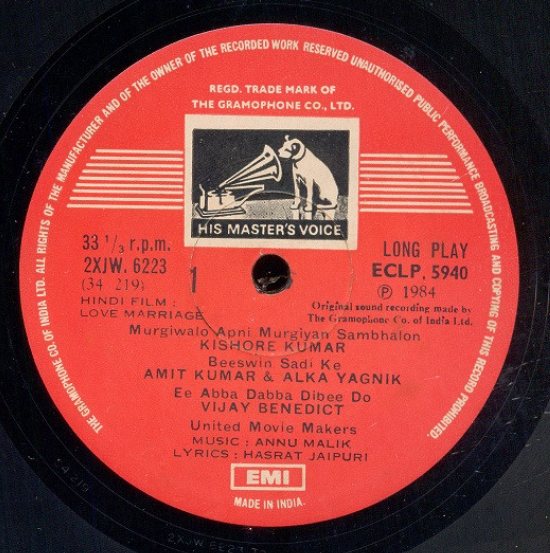 THE GRAMOPHONE CO. OF INDIA LTD. ALL RIGHTS OF THE MANUFACTURER AND OF THE OWNER OF THE RECORDED WORK RESERVED UNAUTHORISED PUBLIC PERFORMANCE BROADCASTING AND COPYING OF THIS RECORD PROHIBITED.
REGD. TRADE MARK OF
THE GRAMOPHONE CO., LTD.
HIS MASTER'S VOICE
33 1/3 r.p.m.
2XJW. 6223
(34 219)
1
LONG PLAY
ECLP. 5940
Ⓟ 1984
HINDI FILM :
LOVE MARRIAGE
Original sound recording made by
The Gramophone Co. of India Ltd.
Murgiwalo Apni Murgiyan Sambhalon
KISHORE KUMAR
Beeswin Sadi Ke
AMIT KUMAR & ALKA YAGNIK
Ee Abba Dabba Dibee Do
VIJAY BENEDICT
United Movie Makers
MUSIC : ANNU MALIK
LYRICS : HASRAT JAIPURI
EMI
MADE IN INDIA.